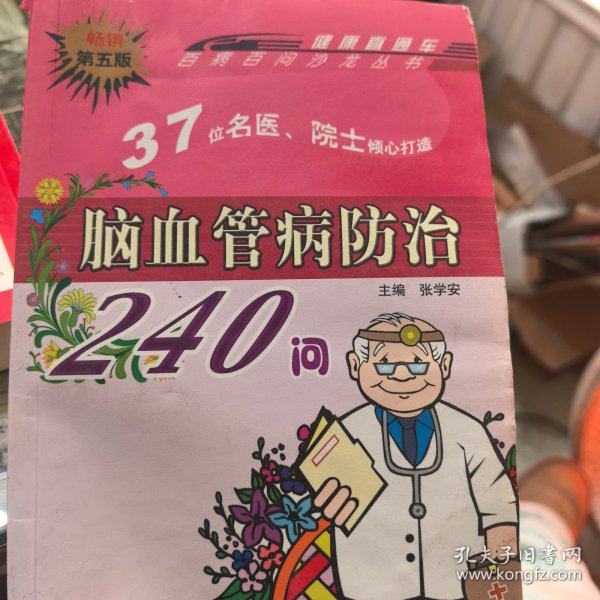 畅销
第五版
健康直通车
百病百问沙龙丛书
37位名医、院士倾心打造
脑血管病防治
主编 张学安
240问
孔夫子旧书网
www.kongfz.com